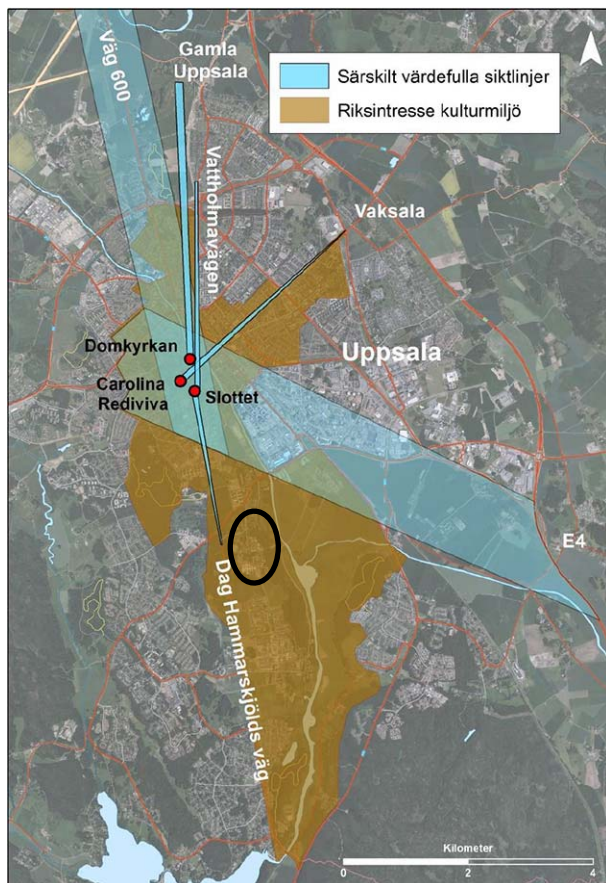 Väg 600
Gamla
Uppsala
Särskilt värdefulla siktlinjer
Riksintresse kulturmiljö
Vattholmavägen
Vaksala
Domkyrkan
Uppsala
Carolina
Rediviva
Slottet
E4
Dag Hammarskjölds väg
Kilometer
0
2
4